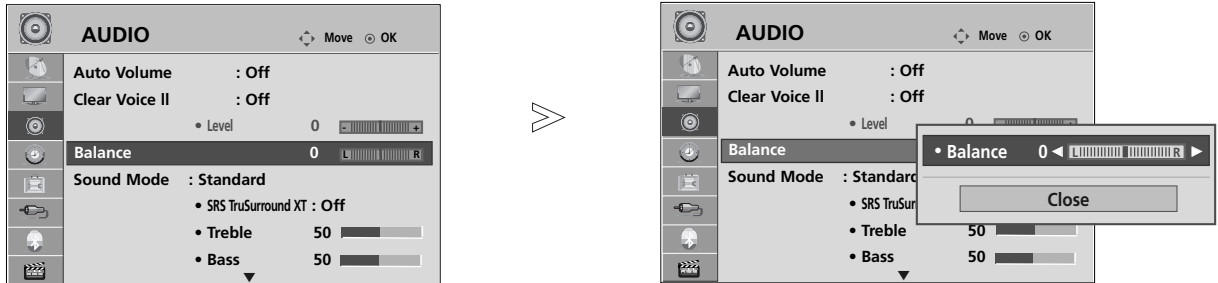 AUDIO
Move OK
Auto Volume : Off
Clear Voice II : Off
• Level 0 - +
Balance 0 L R
Sound Mode : Standard
• SRS TruSurround XT : Off
• Treble 50
• Bass 50
AUDIO
Move OK
Auto Volume : Off
Clear Voice II : Off
• Level 0
Balance
• Balance 0 L R
Sound Mode : Standard
• SRS TruSur
Close
• Treble 50
• Bass 50